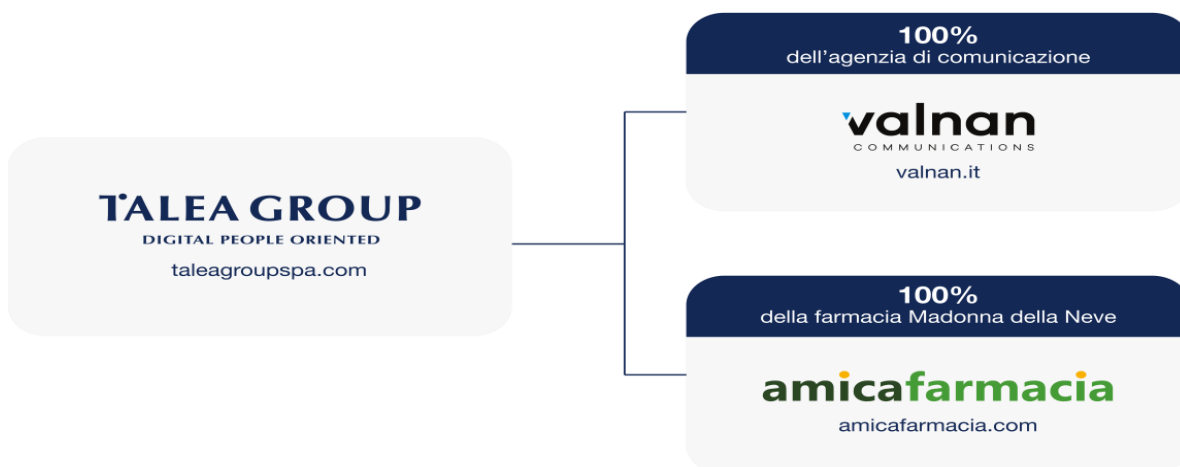 TALEA GROUP
DIGITAL PEOPLE ORIENTED
taleagroupspa.com
100%
dell'agenzia di comunicazione
valnan
COMMUNICATIONS
valnan.it
100%
della farmacia Madonna della Neve
amicafarmacia
amicafarmacia.com